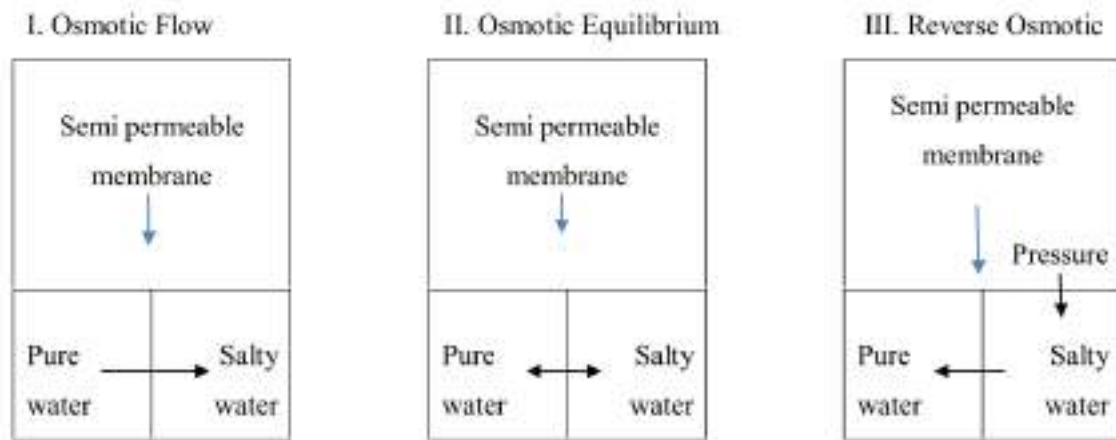 I. Osmotic Flow
Semi permeable
membrane
Pure
water
Salty
water
II. Osmotic Equilibrium
Semi permeable
membrane
Pure
water
Salty
water
III. Reverse Osmotic
Semi permeable
membrane
Pressure
Pure
water
Salty
water